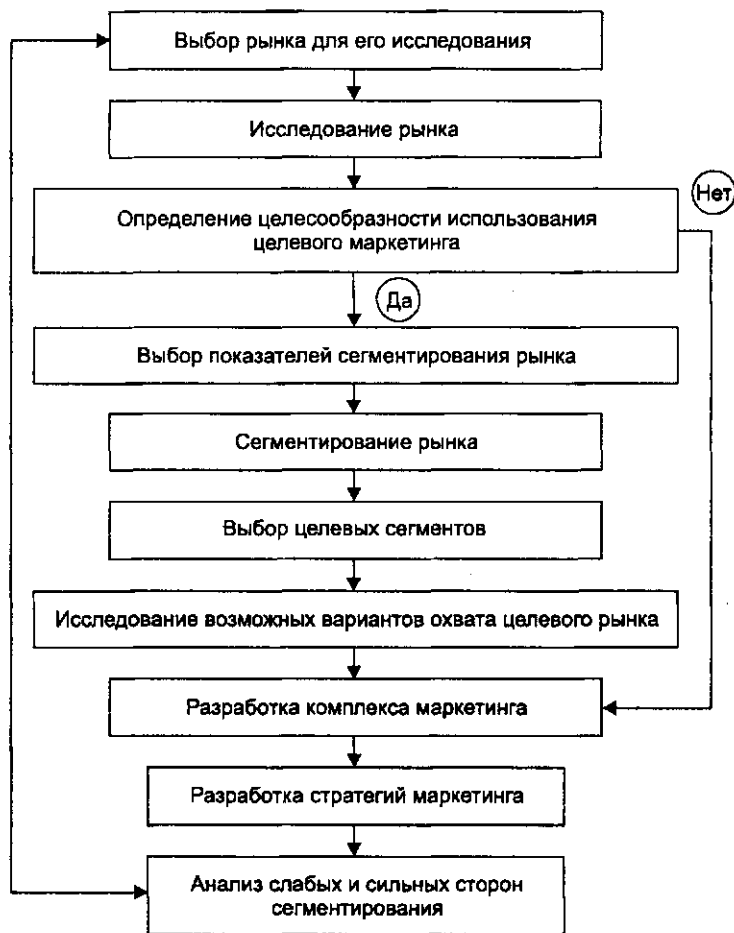 Выбор рынка для его исследования
Исследование рынка
Нет
Определение целесообразности использования
целевого маркетинга
Да
Выбор показателей сегментирования рынка
Сегментирование рынка
Выбор целевых сегментов
Исследование возможных вариантов охвата целевого рынка
Разработка комплекса маркетинга
Разработка стратегий маркетинга
Анализ слабых и сильных сторон
сегментирования